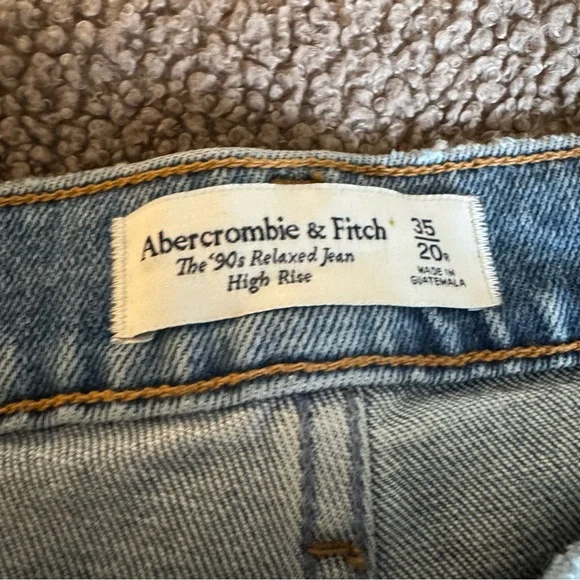 Abercrombie & Fitch
The '90s Relaxed Jean
High Rise
35
20R
MADE IN
GUATEMALA